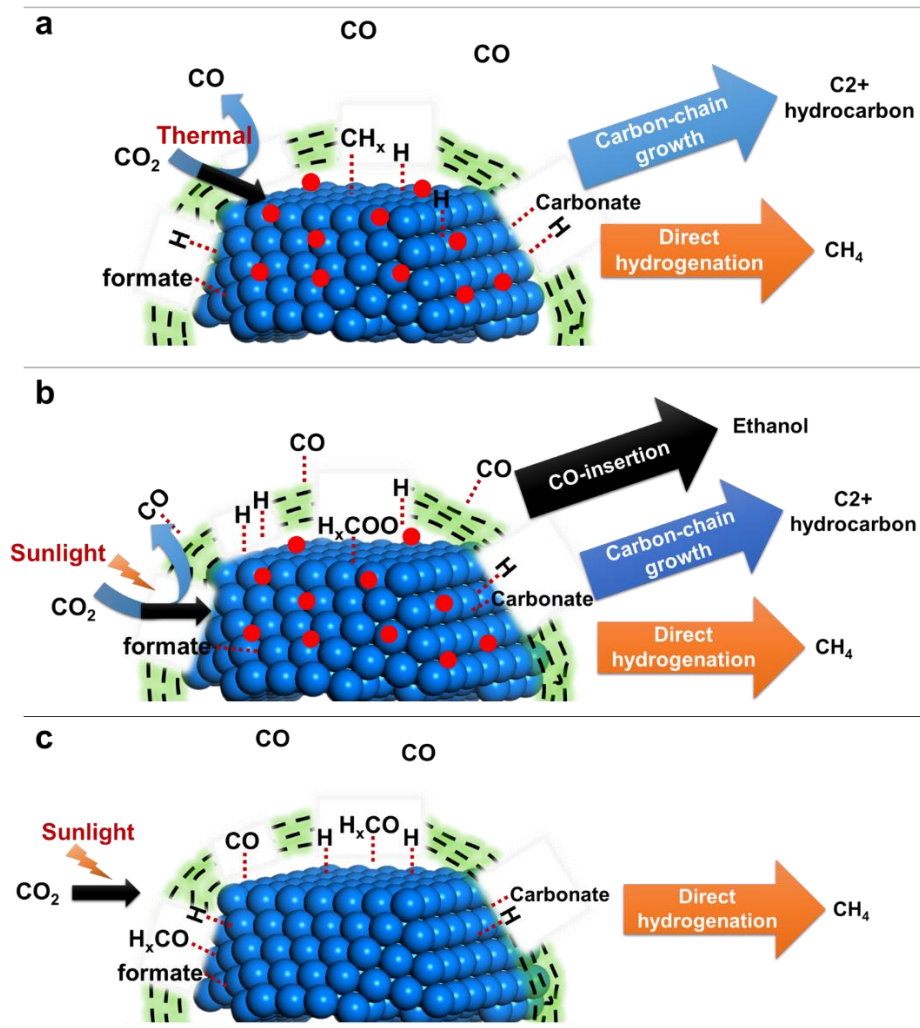 a
CO
CO
CO
Thermal
CO₂
CHₓ
H
H
H
formate
Carbonate
H
Carbon-chain
growth
C2+
hydrocarbon
Direct
hydrogenation
CH₄
b
CO
CO
CO
H
H
H
HₓCOO
Sunlight
CO₂
formate
H
Carbonate
CO-insertion
Ethanol
Carbon-chain
growth
C2+
hydrocarbon
Direct
hydrogenation
CH₄
c
CO
CO
Sunlight
CO₂
CO
H
HₓCO
H
H
HₓCO
formate
Carbonate
H
Direct
hydrogenation
CH₄